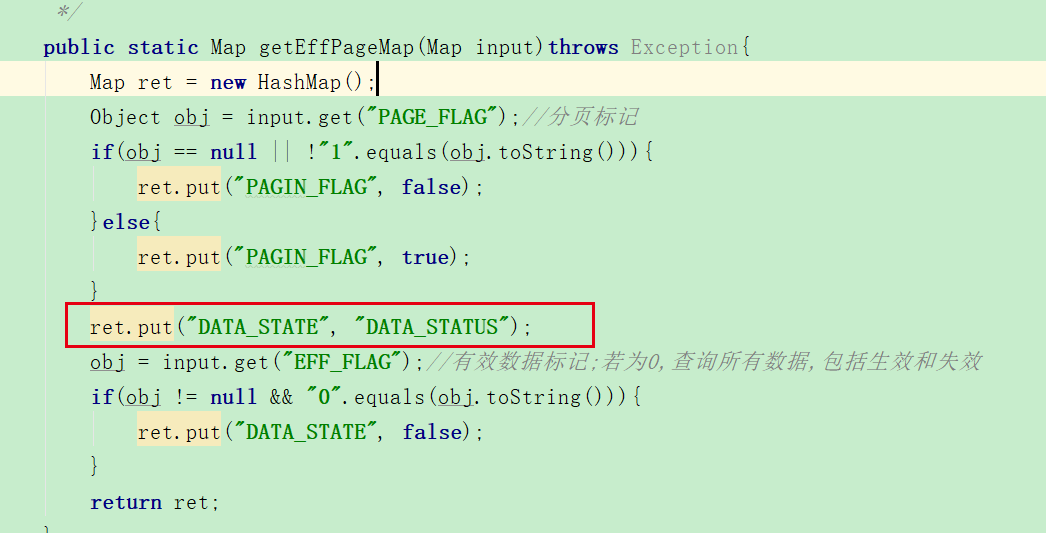 */
public static Map getEffPageMap(Map input)throws Exception{
Map ret = new HashMap();
Object obj = input.get("PAGE_FLAG");//分页标记
if(obj == null || !"1".equals(obj.toString())){
ret.put("PAGIN_FLAG", false);
}else{
ret.put("PAGIN_FLAG", true);
}
ret.put("DATA_STATE", "DATA_STATUS");
obj = input.get("EFF_FLAG");//有效数据标记;若为0,查询所有数据,包括生效和失效
if(obj != null && "0".equals(obj.toString())){
ret.put("DATA_STATE", false);
}
return ret;
}